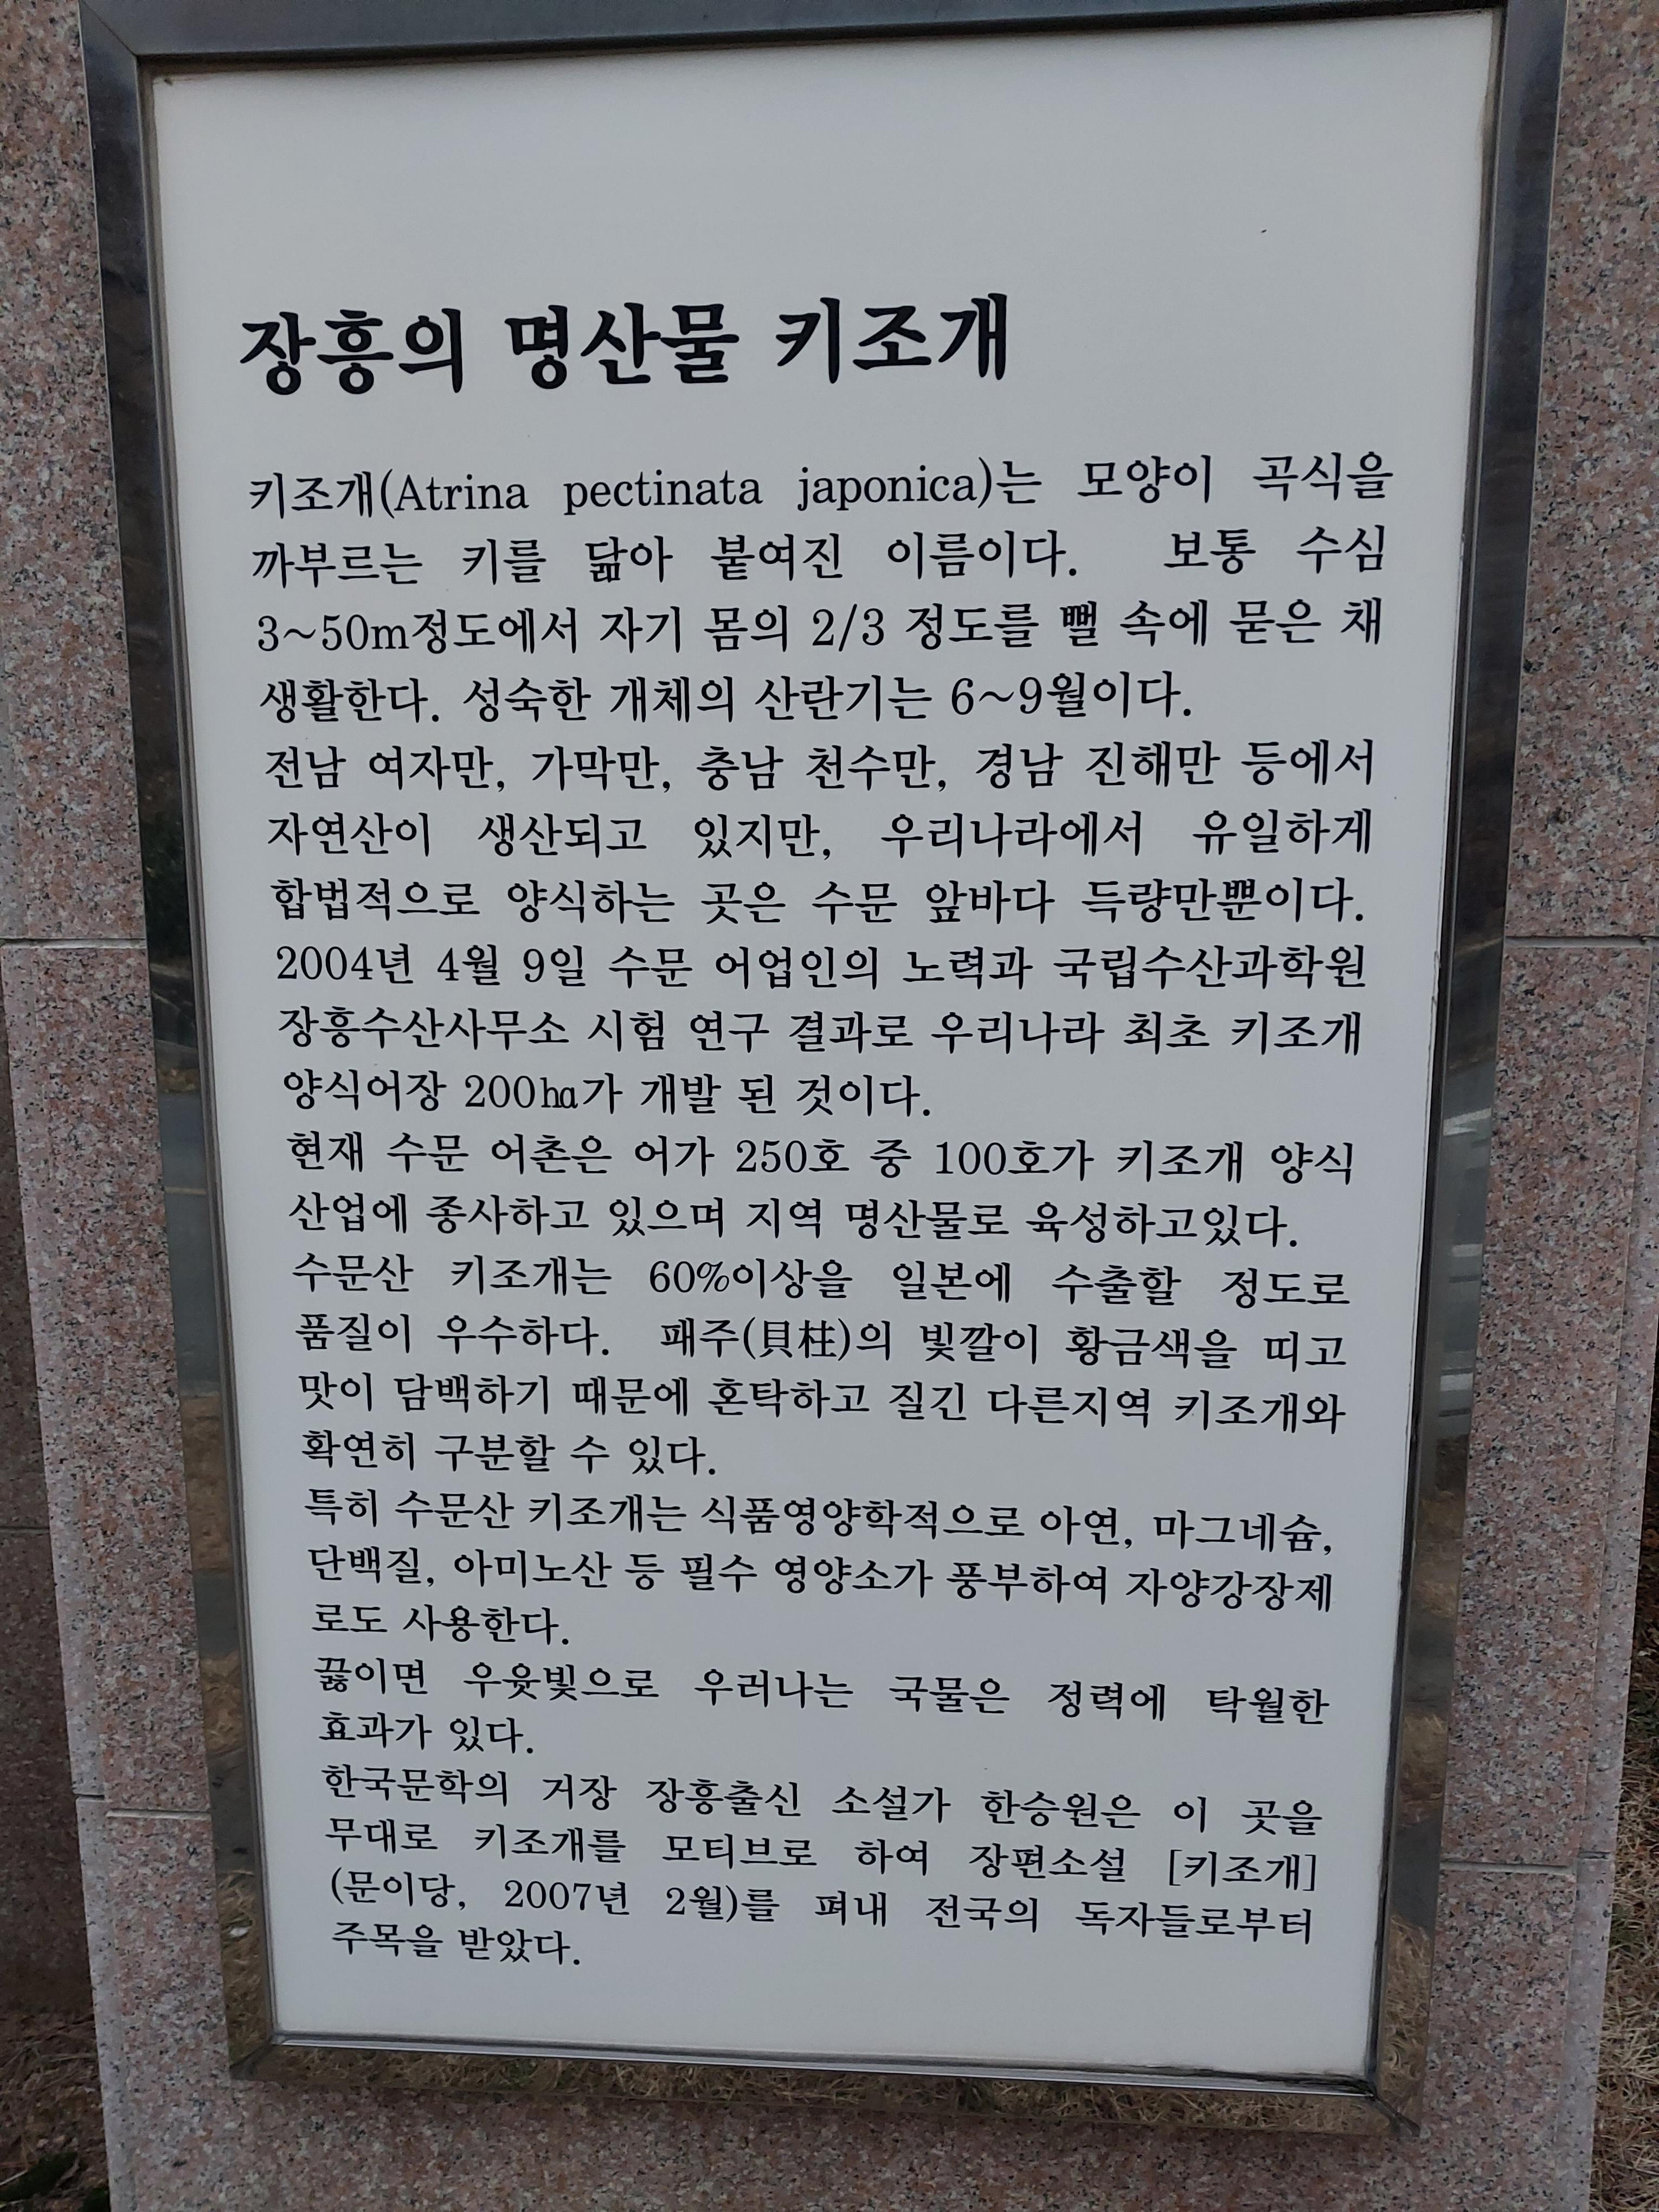 장흥의 명산물 키조개
키조개(Atrina pectinata japonica)는 모양이 곡식을
까부르는 키를 닮아 붙여진 이름이다. 보통 수심
3~50m정도에서 자기 몸의 2/3 정도를 뻘 속에 묻은 채
생활한다. 성숙한 개체의 산란기는 6~9월이다.
전남 여자만, 가막만, 충남 천수만, 경남 진해만 등에서
자연산이 생산되고 있지만, 우리나라에서 유일하게
합법적으로 양식하는 곳은 수문 앞바다 득량만뿐이다.
2004년 4월 9일 수문 어업인의 노력과 국립수산과학원
장흥수산사무소 시험 연구 결과로 우리나라 최초 키조개
양식어장 200㏊가 개발 된 것이다.
현재 수문 어촌은 어가 250호 중 100호가 키조개 양식
산업에 종사하고 있으며 지역 명산물로 육성하고있다.
수문산 키조개는 60%이상을 일본에 수출할 정도로
품질이 우수하다. 패주(貝柱)의 빛깔이 황금색을 띠고
맛이 담백하기 때문에 혼탁하고 질긴 다른지역 키조개와
확연히 구분할 수 있다.
특히 수문산 키조개는 식품영양학적으로 아연, 마그네슘,
단백질, 아미노산 등 필수 영양소가 풍부하여 자양강장제
로도 사용한다.
끓이면 우윳빛으로 우러나는 국물은 정력에 탁월한
효과가 있다.
한국문학의 거장 장흥출신 소설가 한승원은 이 곳을
무대로 키조개를 모티브로 하여 장편소설 [키조개]
(문이당, 2007년 2월)를 펴내 전국의 독자들로부터
주목을 받았다.